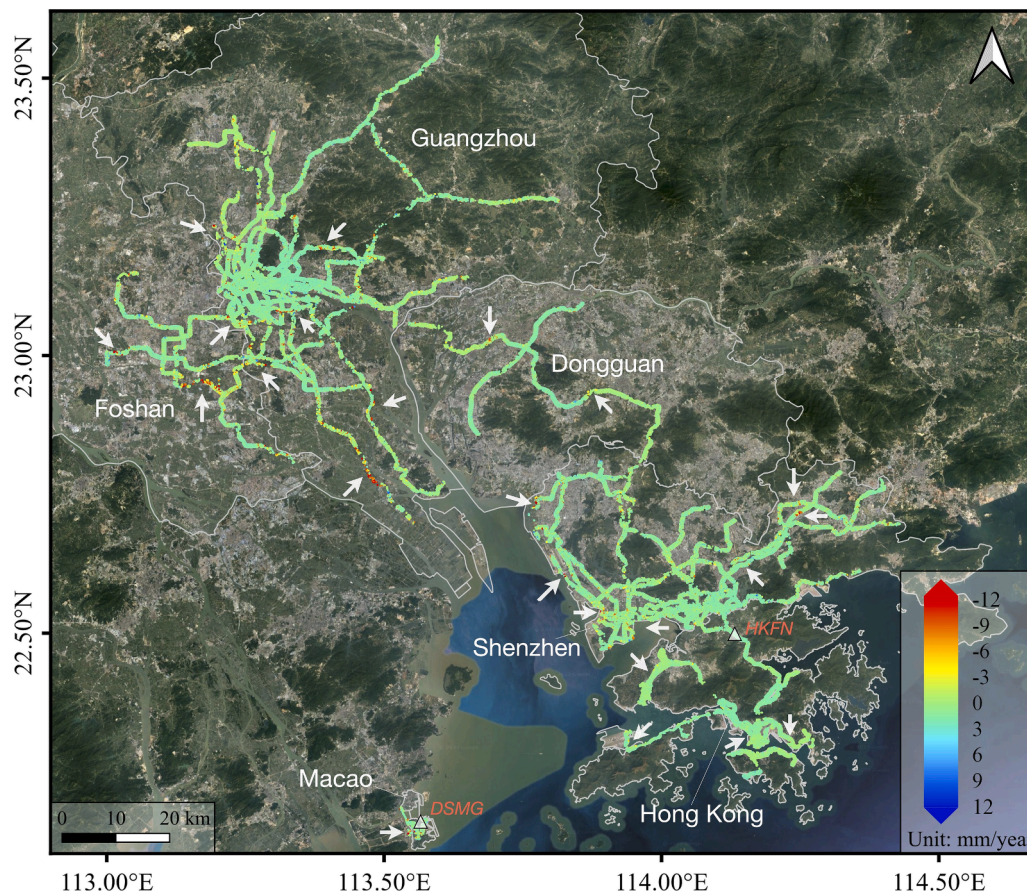 23.50°N
Guangzhou
23.00°N
Dongguan
Foshan
-12
-9
-6
22.50°N
HKFN
-3
Shenzhen
0
3
6
Macao
9
DSMG
Hong Kong
12
0 10 20 km
Unit: mm/year
113.00°E 113.50°E 114.00°E 114.50°E